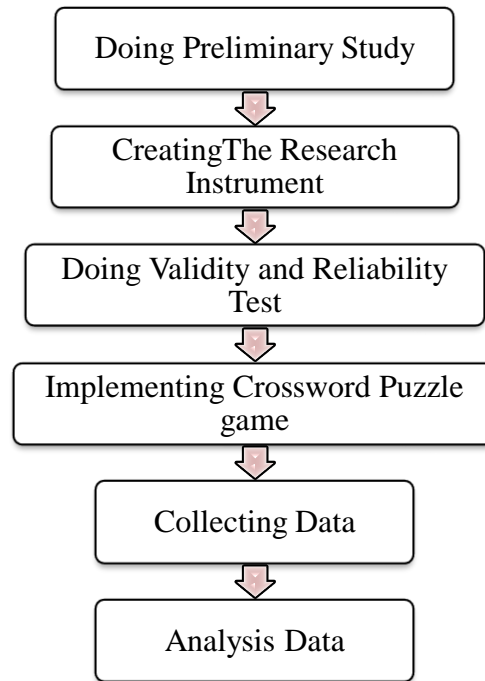 Doing Preliminary Study
CreatingThe Research
Instrument
Doing Validity and Reliability
Test
Implementing Crossword Puzzle
game
Collecting Data
Analysis Data